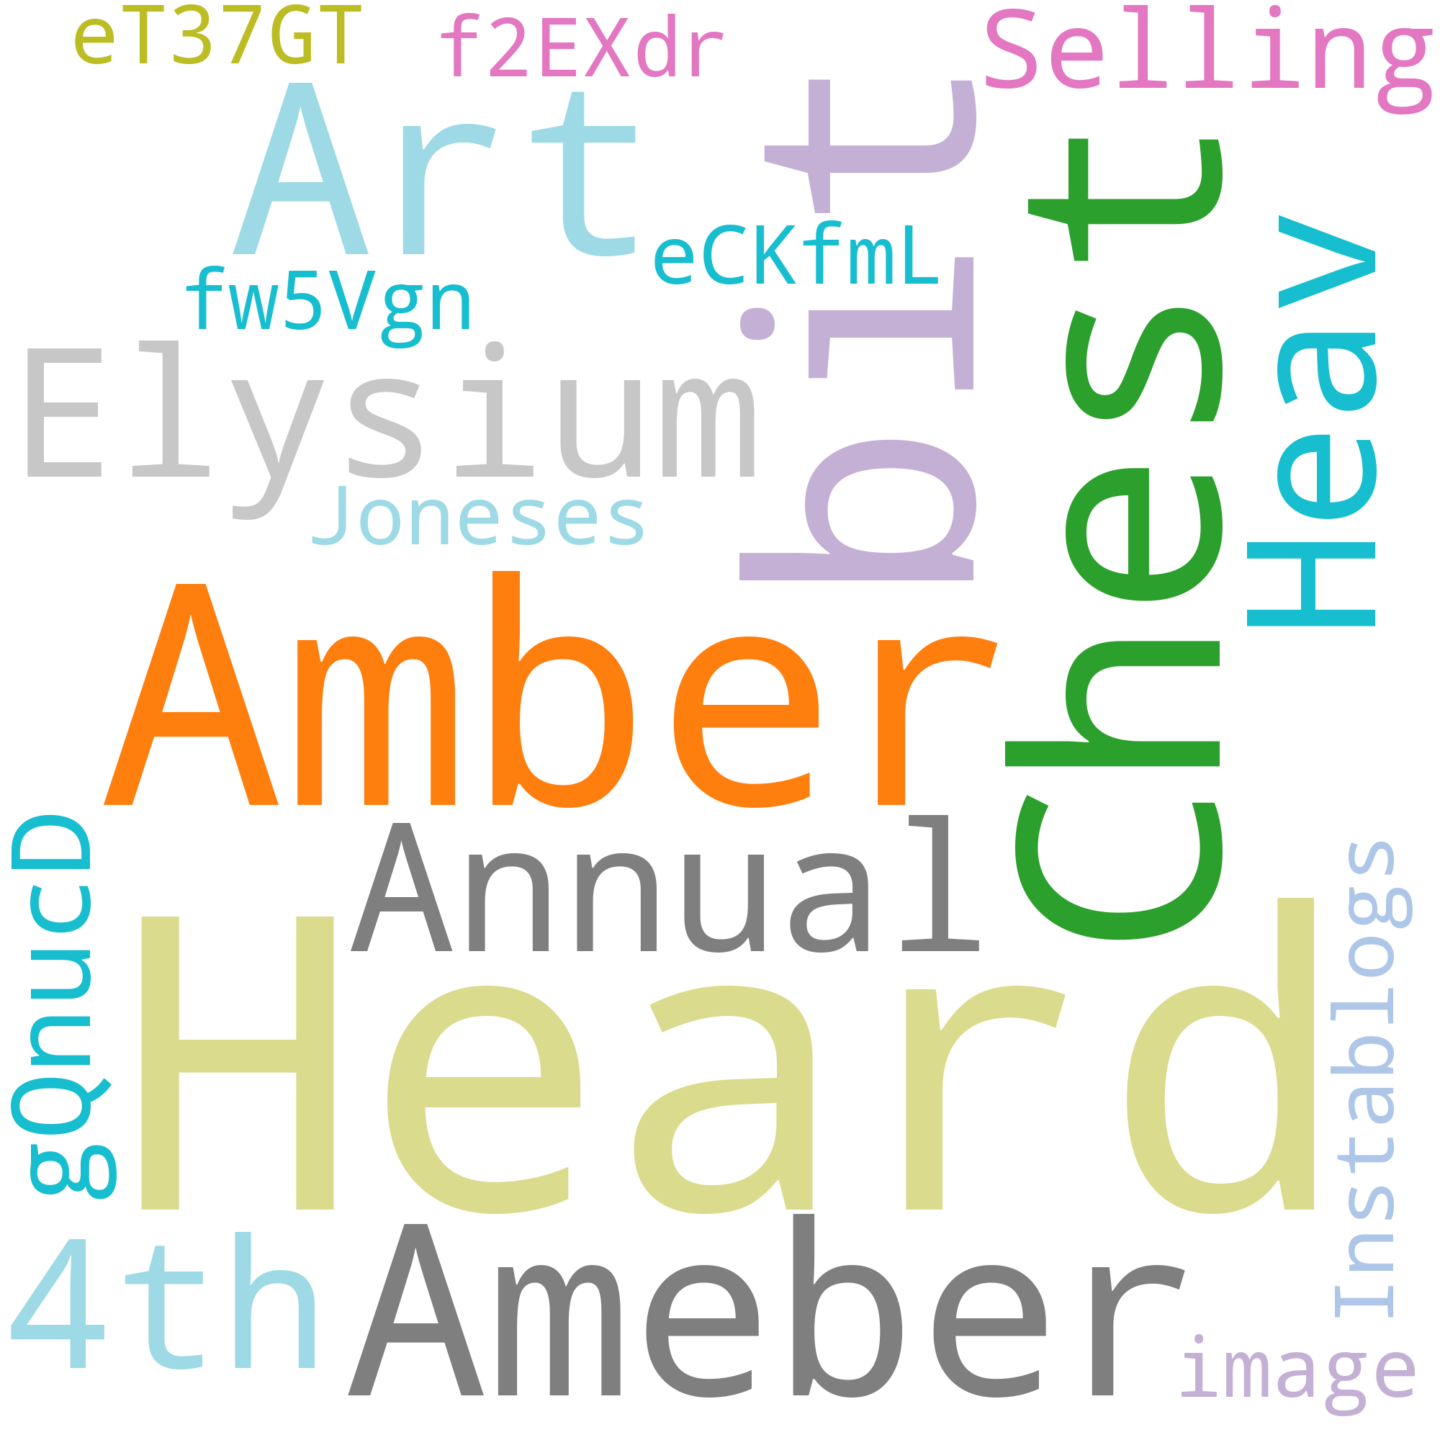 eT37GT
f2EXdr
Selling
Art
bit
Chest
Heav
eCKfmL
fw5Vgn
Elysium
Joneses
Amber
Annual
gQnucD
Heard
Instablogs
4th
Ameber
image